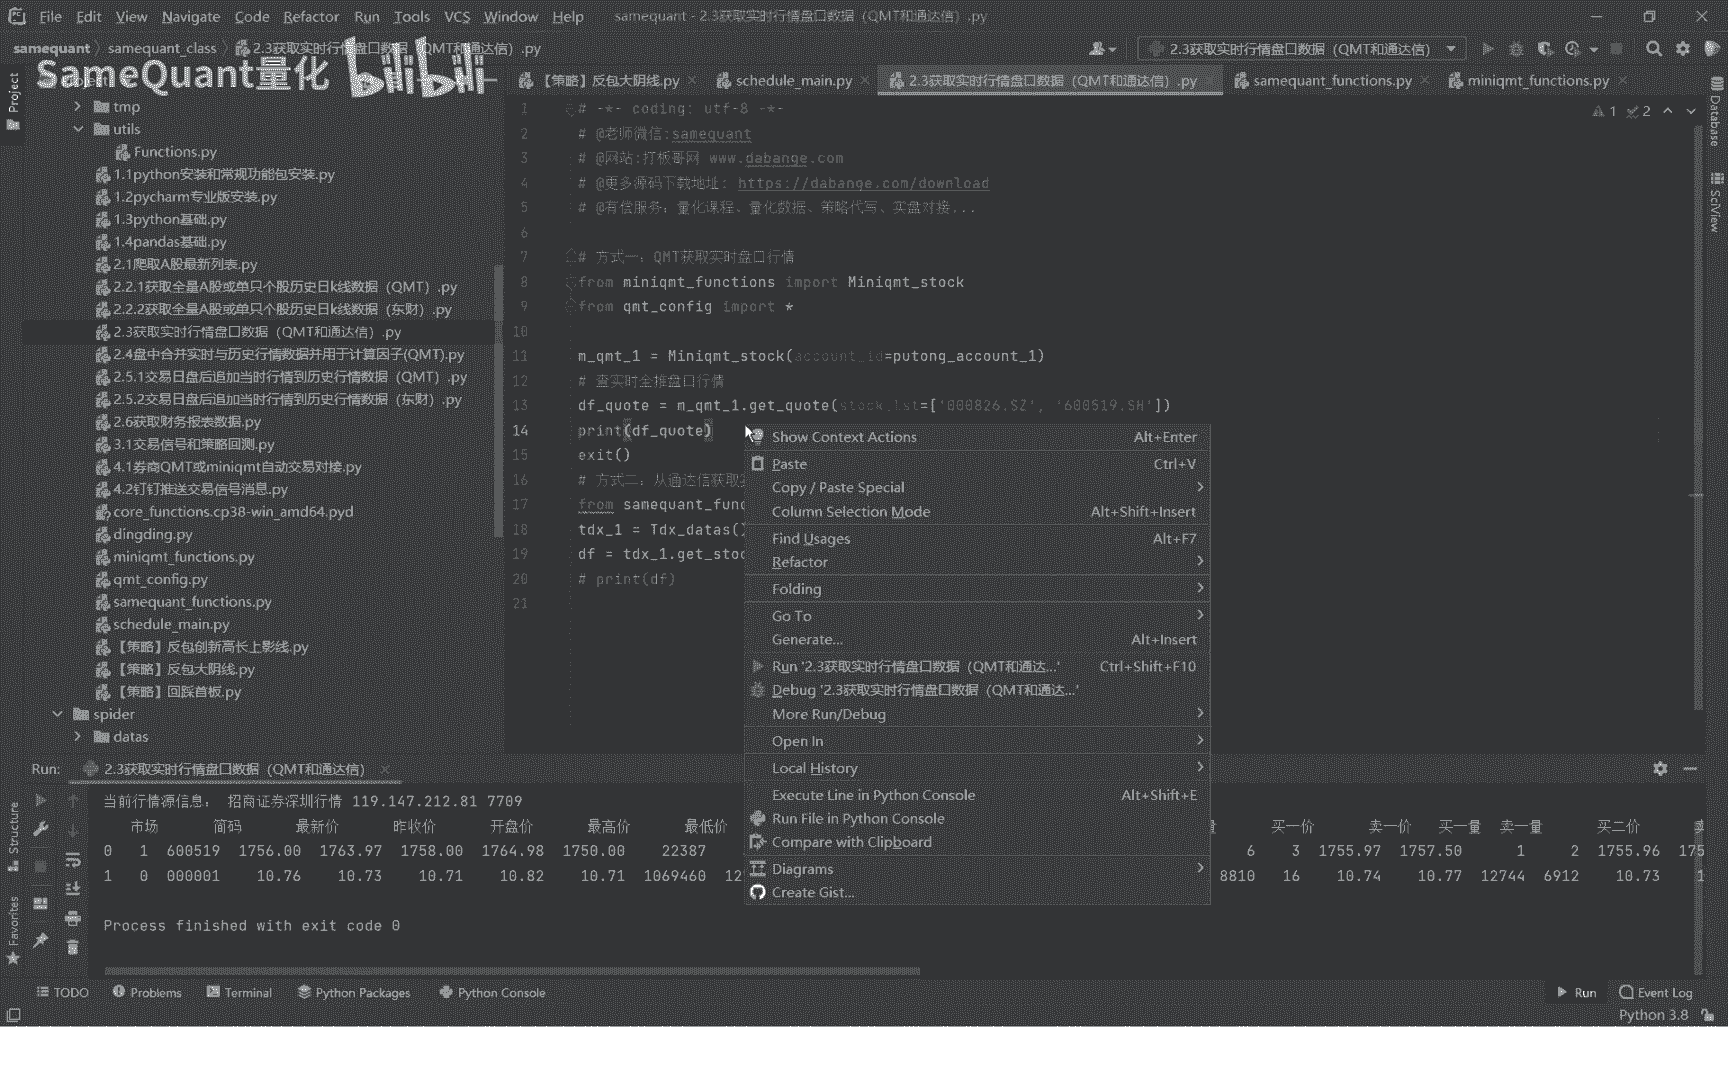 File Edit View Navigate Code Refactor Run Tools VCS Window Help samequant - 2.3获取实时行情盘口数据（QMT和通达信）.py
samequant samequant_class 2.3获取实时行情盘口数据（QMT和通达信）.py 2.3获取实时行情盘口数据（QMT和通达信）
SameQuant量化 bilibili
【策略】反包大阴线.py schedule_main.py 2.3获取实时行情盘口数据（QMT和通达信）.py samequant_functions.py miniqmt_functions.py
Project
tmp
utils
Functions.py
1.1python安装和常规功能包安装.py
1.2pycharm专业版安装.py
1.3python基础.py
1.4pandas基础.py
2.1爬取A股最新列表.py
2.2.1获取全量A股或单只个股历史日k线数据（QMT）.py
2.2.2获取全量A股或单只个股历史日k线数据（东财）.py
2.3获取实时行情盘口数据（QMT和通达信）.py
2.4盘中合并实时与历史行情数据并用于计算因子(QMT).py
2.5.1交易日盘后追加当时行情到历史行情数据（QMT）.py
2.5.2交易日盘后追加当时行情到历史行情数据（东财）.py
2.6获取财务报表数据.py
3.1交易信号和策略回测.py
4.1券商QMT或miniqmt自动交易对接.py
4.2钉钉推送交易信号消息.py
core_functions.cp38-win_amd64.pyd
dingding.py
miniqmt_functions.py
qmt_config.py
samequant_functions.py
schedule_main.py
【策略】反包创新高长上影线.py
【策略】反包大阴线.py
【策略】回踩首板.py
spider
datas
1 # -*- coding: utf-8 -*-
2 # @老师微信:samequant
3 # @网站:打板哥网 www.dabange.com
4 # @更多源码下载地址: https://dabange.com/download
5 # @有偿服务: 量化课程、量化数据、策略代写、实盘对接...
6
7 # 方式一: QMT获取实时盘口行情
8 from miniqmt_functions import Miniqmt_stock
9 from qmt_config import *
10
11 m_qmt_1 = Miniqmt_stock(account_id=putong_account_1)
12 # 查实时全推盘口行情
13 df_quote = m_qmt_1.get_quote(stock_lst=['000826.SZ', '600519.SH'])
14 print(df_quote)
15 exit()
16 # 方式二: 从通达信获取
17 from samequant_func
18 tdx_1 = Tdx_datas()
19 df = tdx_1.get_stoc
20 # print(df)
21
1 2
Database
SciView
Show Context Actions Alt+Enter
Paste Ctrl+V
Copy / Paste Special
Column Selection Mode Alt+Shift+Insert
Find Usages Alt+F7
Refactor
Folding
Go To
Generate... Alt+Insert
Run '2.3获取实时行情盘口数据（QMT和通达...' Ctrl+Shift+F10
Debug '2.3获取实时行情盘口数据（QMT和通达...'
More Run/Debug
Open In
Local History
Execute Line in Python Console Alt+Shift+E
Run File in Python Console
Compare with Clipboard
Diagrams
Create Gist...
Run: 2.3获取实时行情盘口数据（QMT和通达信）
当前行情源信息: 招商证券深圳行情 119.147.212.81 7709
市场 简码 最新价 昨收价 开盘价 最高价 最低价 量 买一价 卖一价 买一量 卖一量 买二价
0 1 600519 1756.00 1763.97 1758.00 1764.98 1750.00 22387 6 3 1755.97 1757.50 1 2 1755.96 175
1 0 000001 10.76 10.73 10.71 10.82 10.71 1069460 12 8810 16 10.74 10.77 12744 6912 10.73 1
Process finished with exit code 0
Structure
Favorites
TODO Problems Terminal Python Packages Python Console Run Event Log
Python 3.8